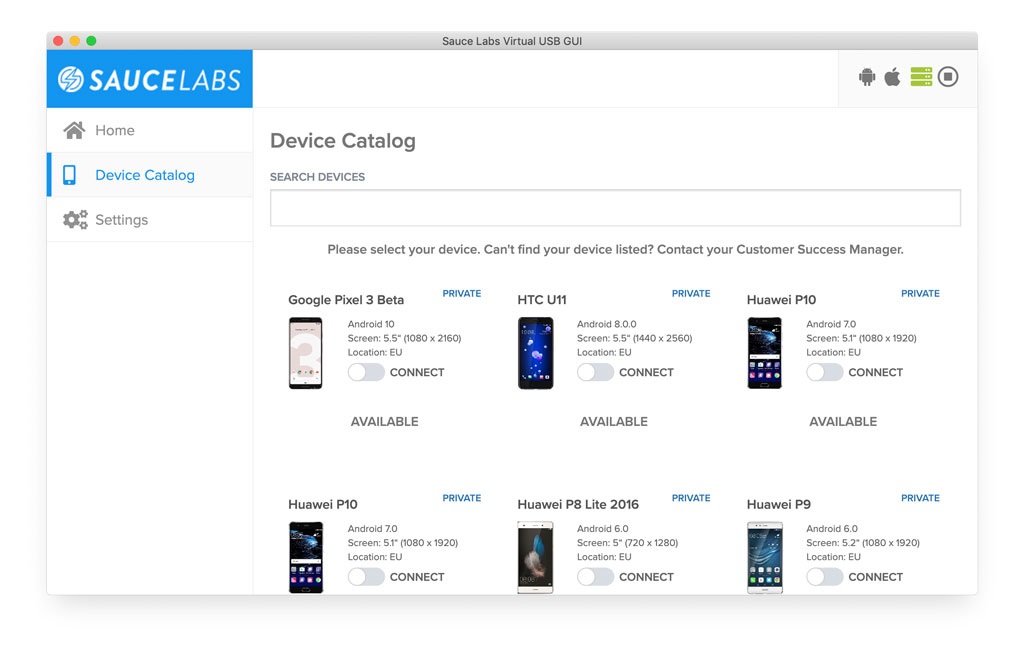 Sauce Labs Virtual USB GUI
SAUCELABS
Home
Device Catalog
Settings
Device Catalog
SEARCH DEVICES
Please select your device. Can't find your device listed? Contact your Customer Success Manager.
Google Pixel 3 Beta
PRIVATE
Android 10
Screen: 5.5" (1080 x 2160)
Location: EU
CONNECT
AVAILABLE
HTC U11
PRIVATE
Android 8.0.0
Screen: 5.5" (1440 x 2560)
Location: EU
CONNECT
AVAILABLE
Huawei P10
PRIVATE
Android 7.0
Screen: 5.1" (1080 x 1920)
Location: EU
CONNECT
AVAILABLE
Huawei P10
PRIVATE
Android 7.0
Screen: 5.1" (1080 x 1920)
Location: EU
CONNECT
Huawei P8 Lite 2016
PRIVATE
Android 6.0
Screen: 5" (720 x 1280)
Location: EU
CONNECT
Huawei P9
PRIVATE
Android 6.0
Screen: 5.2" (1080 x 1920)
Location: EU
CONNECT